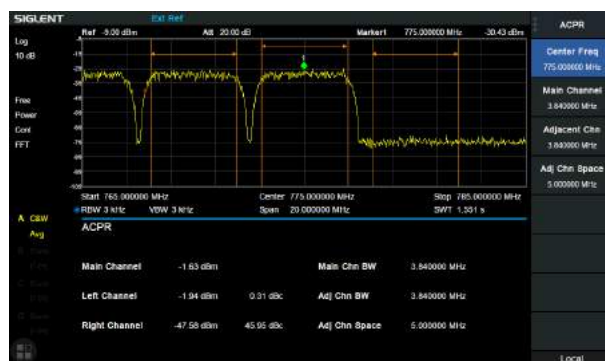 SIGLENT Ext Ref
Ref -9.00 dBm Att 20.00 dB Marker1 775.000000 MHz -30.43 dBm
Log
10 dB
Free
Power
Cont
FFT
1
Start 765.000000 MHz Center 775.000000 MHz Stop 785.000000 MHz
RBW 3 kHz VBW 3 kHz Span 20.000000 MHz SWT 1.551 s
A C&W
Avg
ACPR
Main Channel -1.63 dBm Main Chn BW 3.840000 MHz
Left Channel -1.94 dBm 0.31 dBc Adj Chn BW 3.840000 MHz
Right Channel -47.58 dBm 45.95 dBc Adj Chn Space 5.000000 MHz
ACPR
Center Freq
775.000000 MHz
Main Channel
3.840000 MHz
Adjacent Chn
3.840000 MHz
Adj Chn Space
5.000000 MHz
Local